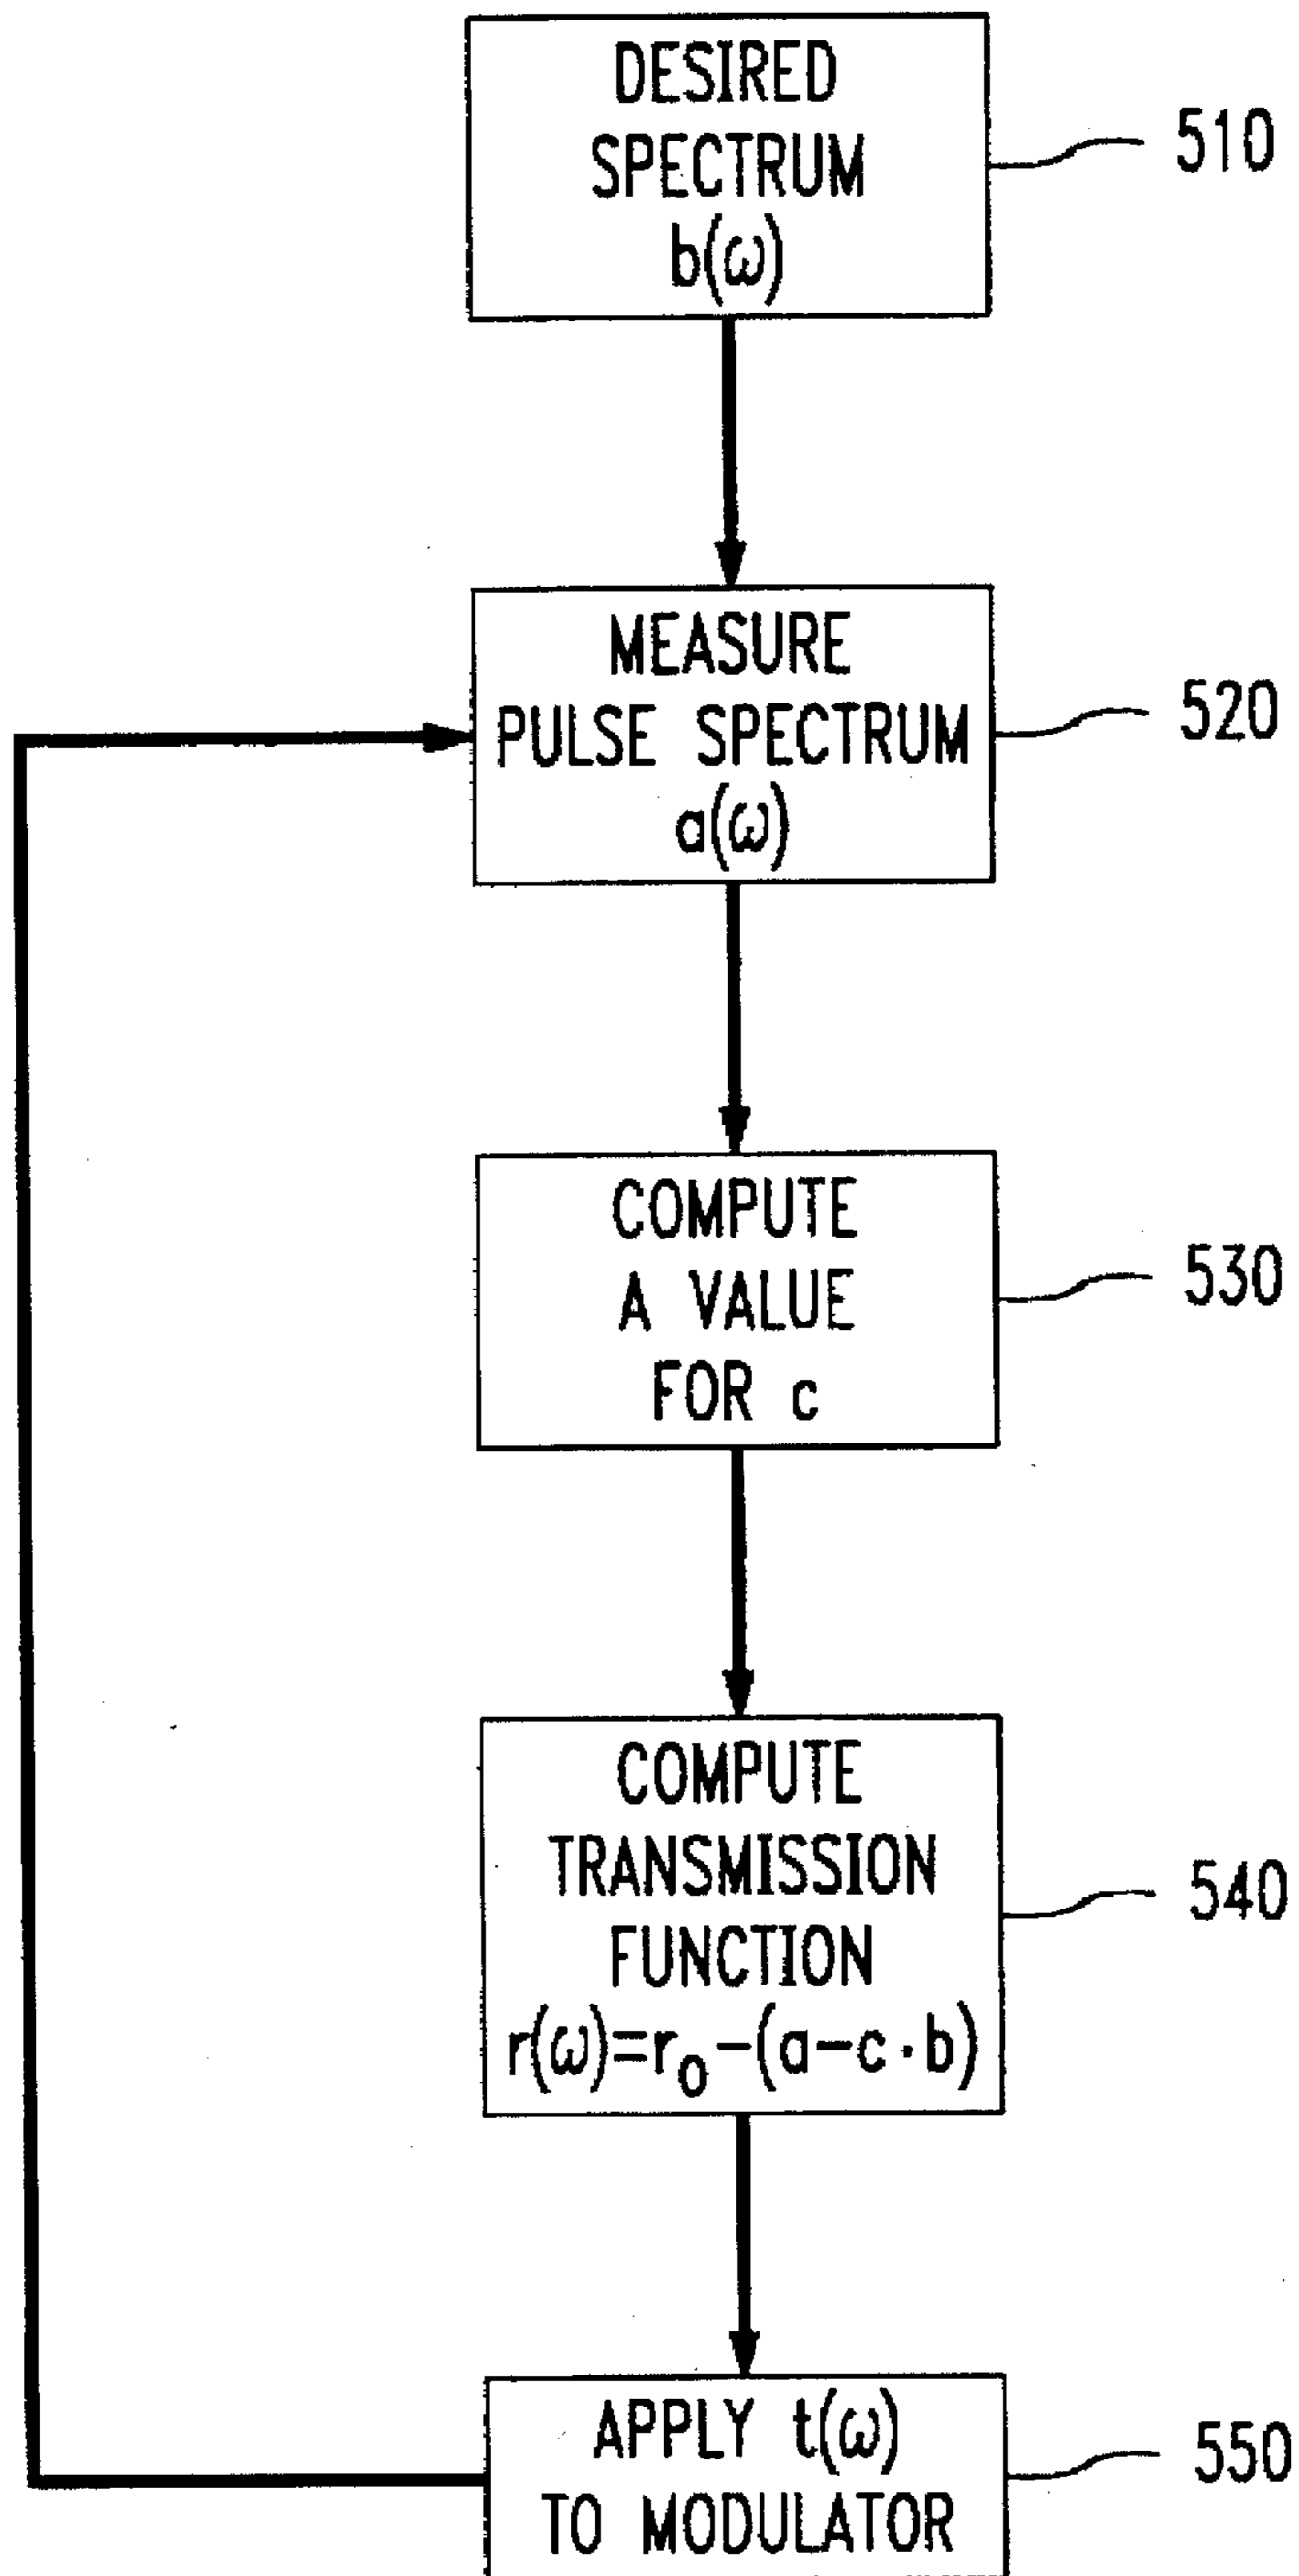 DESIRED
SPECTRUM
b(ω)
510
MEASURE
PULSE SPECTRUM
a(ω)
520
COMPUTE
A VALUE
FOR c
530
COMPUTE
TRANSMISSION
FUNCTION
r(ω)=r₀-(a-c·b)
540
APPLY t(ω)
TO MODULATOR
550